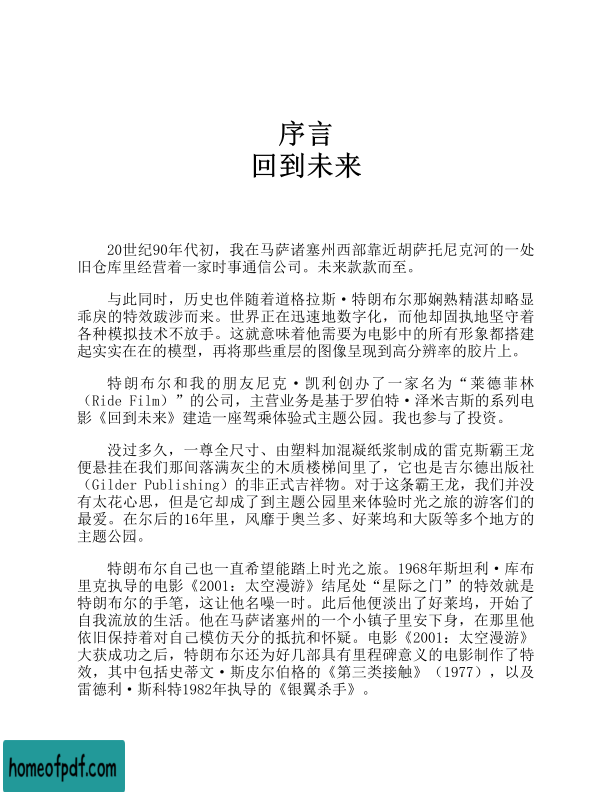 序言
回到未来
20世纪90年代初，我在马萨诸塞州西部靠近胡萨托尼克河的一处
旧仓库里经营着一家时事通信公司。未来款款而至。
与此同时，历史也伴随着道格拉斯·特朗布尔那娴熟精湛却略显
乖戾的特效跋涉而来。世界正在迅速地数字化，而他却固执地坚守着
各种模拟技术不放手。这就意味着他需要为电影中的所有形象都搭建
起实实在在的模型，再将那些重层的图像呈现到高分辨率的胶片上。
特朗布尔和我的朋友尼克·凯利创办了一家名为“莱德菲林
（Ride Film）”的公司，主营业务是基于罗伯特·泽米吉斯的系列电
影《回到未来》建造一座驾乘体验式主题公园。我也参与了投资。
没过多久，一尊全尺寸、由塑料加混凝纸浆制成的雷克斯霸王龙
便悬挂在我们那间落满灰尘的木质楼梯间里了，它也是吉尔德出版社
（Gilder Publishing）的非正式吉祥物。对于这条霸王龙，我们并没
有太花心思，但是它却成了到主题公园里来体验时光之旅的游客们的
最爱。在尔后的16年里，风靡于奥兰多、好莱坞和大阪等多个地方的
主题公园。
特朗布尔自己也一直希望能踏上时光之旅。1968年斯坦利·库布
里克执导的电影《2001：太空漫游》结尾处“星际之门”的特效就是
特朗布尔的手笔，这让他名噪一时。此后他便淡出了好莱坞，开始了
自我流放的生活。他在马萨诸塞州的一个小镇子里安下身，在那里他
依旧保持着对自己模仿天分的抵抗和怀疑。电影《2001：太空漫游》
大获成功之后，特朗布尔还为好几部具有里程碑意义的电影制作了特
效，其中包括史蒂文·斯皮尔伯格的《第三类接触》（1977），以及
雷德利·斯科特1982年执导的《银翼杀手》。
homeofpdf.com